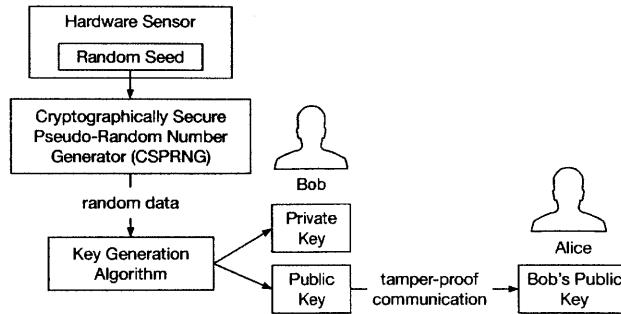 Hardware Sensor
Random Seed
Cryptographically Secure
Pseudo-Random Number
Generator (CSPRNG)
random data
Key Generation
Algorithm
Bob
Private
Key
Public
Key
tamper-proof
communication
Alice
Bob's Public
Key